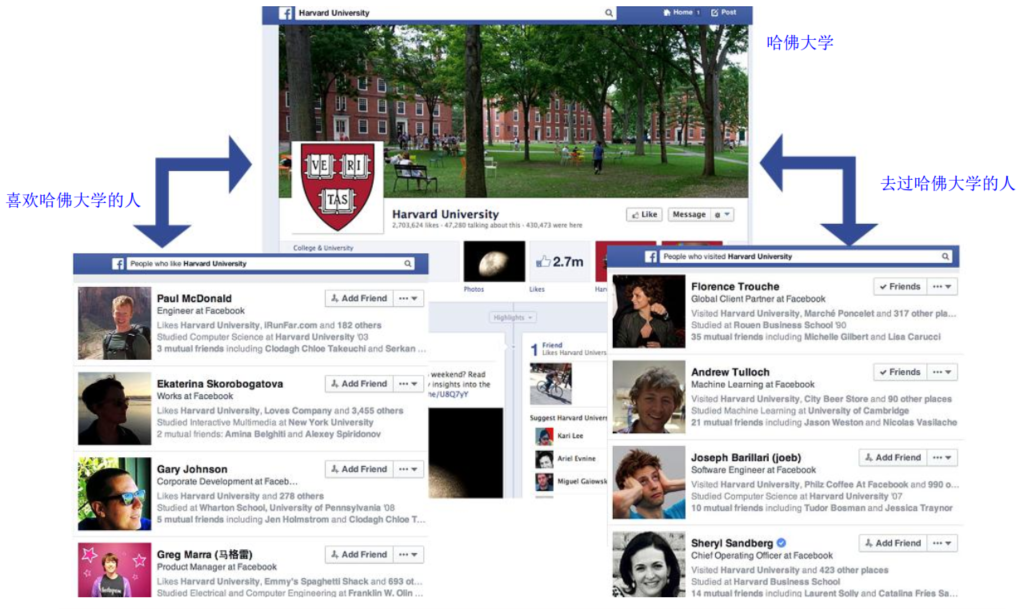 Harvard University
Home 1 Post
哈佛大学
喜欢哈佛大学的人
去过哈佛大学的人
VE RI
TAS
Harvard University
2,703,624 likes · 47,280 talking about this · 430,473 were here
Like Message
College & University
2.7m
Photos
Likes
Highlights
1 Friend
Likes Harvard
weekend? Read
insights into the
Suggest Harvard
Kari Lee
Ariel Evnine
Miguel
People who like Harvard University
Paul McDonald
Add Friend
Engineer at Facebook
Likes Harvard University, iRunFar.com and 182 others
Studied Computer Science at Harvard University '03
3 mutual friends including Clodagh Chloe Takeuchi and Serkan ...
Ekaterina Skorobogatova
Add Friend
Works at Facebook
Likes Harvard University, Loves Company and 3,455 others
Studied Interactive Multimedia at New York University
2 mutual friends: Amina Belghiti and Alexey Spiridonov
Gary Johnson
Add Friend
Corporate Development at Faceb...
Likes Harvard University and 278 others
Studied at Wharton School, University of Pennsylvania '08
5 mutual friends including Jen Holmstrom and Clodagh Chloe T...
Greg Marra (马格雷)
Add Friend
Product Manager at Facebook
Likes Harvard University, Emmy's Spaghetti Shack and 693 ot...
Studied Electrical and Computer Engineering at Franklin W. Olin ...
People who visited Harvard University
Florence Trouche
Friends
Global Client Partner at Facebook
Visited Harvard University, Marché Poncelet and 317 other pla...
Studied at Rouen Business School '90
35 mutual friends including Michelle Gilbert and Lisa Carucci
Andrew Tulloch
Friends
Machine Learning at Facebook
Visited Harvard University, City Beer Store and 90 other places
Studied Machine Learning at University of Cambridge
21 mutual friends including Jason Weston and Nicolas Vasilache
Joseph Barillari (joeb)
Add Friend
Software Engineer at Facebook
Visited Harvard University, Philz Coffee At Facebook and 990 o...
Studied Computer Science at Harvard University '07
10 mutual friends including Tudor Bosman and Jessica Traynor
Sheryl Sandberg
Add Friend
Chief Operating Officer at Facebook
Visited Harvard University and 423 other places
Studied at Harvard Business School
14 mutual friends including Laurent Solly and Catalina Fries Sa...